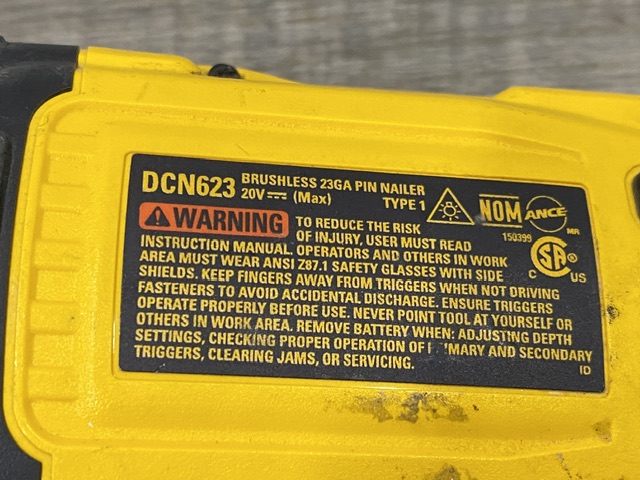 DCN623 BRUSHLESS 23GA PIN NAILER
20V (Max) TYPE 1
NOM ANCE
MR
150399
WARNING TO REDUCE THE RISK
OF INJURY, USER MUST READ
INSTRUCTION MANUAL. OPERATORS AND OTHERS IN WORK
AREA MUST WEAR ANSI Z87.1 SAFETY GLASSES WITH SIDE
SHIELDS. KEEP FINGERS AWAY FROM TRIGGERS WHEN NOT DRIVING
FASTENERS TO AVOID ACCIDENTAL DISCHARGE. ENSURE TRIGGERS
OPERATE PROPERLY BEFORE USE. NEVER POINT TOOL AT YOURSELF OR
OTHERS IN WORK AREA. REMOVE BATTERY WHEN: ADJUSTING DEPTH
SETTINGS, CHECKING PROPER OPERATION OF MARY AND SECONDARY
TRIGGERS, CLEARING JAMS, OR SERVICING.
C SA US
ID